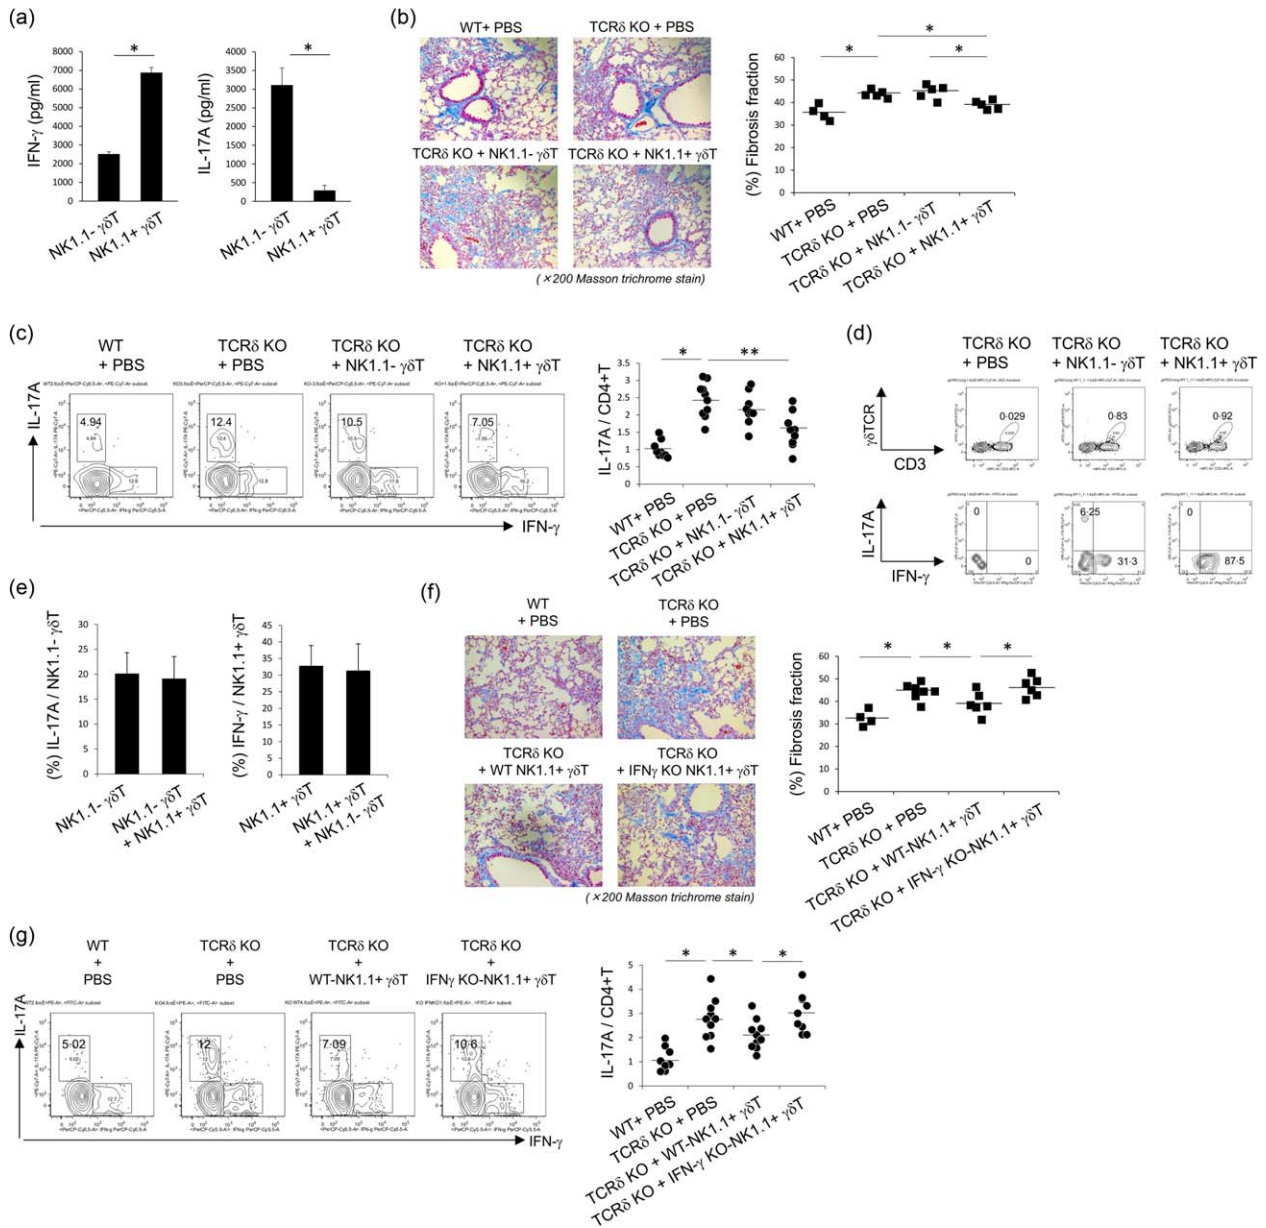 (a)
8000
7000
6000
5000
4000
3000
2000
1000
0
IFN-γ (pg/ml)
*
NK1.1- γδT
NK1.1+ γδT
4000
3500
3000
2500
2000
1500
1000
500
0
IL-17A (pg/ml)
*
NK1.1- γδT
NK1.1+ γδT
(b)
WT+ PBS
TCRδ KO + PBS
TCRδ KO + NK1.1- γδT
TCRδ KO + NK1.1+ γδT
(×200 Masson trichrome stain)
60
50
40
30
20
10
0
(%) Fibrosis fraction
*
*
*
WT+ PBS
TCRδ KO + PBS
TCRδ KO + NK1.1- γδT
TCRδ KO + NK1.1+ γδT
(c)
WT
+ PBS
TCRδ KO
+ PBS
TCRδ KO
+ NK1.1- γδT
TCRδ KO
+ NK1.1+ γδT
IL-17A
4.94
12.4
10.5
7.05
IFN-γ
3.5
3
2.5
2
1.5
1
0.5
0
IL-17A / CD4+T
*
**
WT+ PBS
TCRδ KO + PBS
TCRδ KO + NK1.1- γδT
TCRδ KO + NK1.1+ γδT
(d)
TCRδ KO
+ PBS
TCRδ KO
+ NK1.1- γδT
TCRδ KO
+ NK1.1+ γδT
γδTCR
CD3
0·029
0·83
0·92
IL-17A
IFN-γ
0
0
6·25
31·3
0
87·5
(e)
30
25
20
15
10
5
0
(%) IL-17A / NK1.1- γδT
NK1.1- γδT
NK1.1- γδT
+ NK1.1+ γδT
45
40
35
30
25
20
15
10
5
0
(%) IFN-γ / NK1.1+ γδT
NK1.1+ γδT
NK1.1+ γδT
+ NK1.1- γδT
(f)
WT
+ PBS
TCRδ KO
+ PBS
TCRδ KO
+ WT NK1.1+ γδT
TCRδ KO
+ IFNγ KO NK1.1+ γδT
(×200 Masson trichrome stain)
60
50
40
30
20
10
0
(%) Fibrosis fraction
*
*
*
WT+ PBS
TCRδ KO + PBS
TCRδ KO + WT-NK1.1+ γδT
TCRδ KO + IFN-γ KO-NK1.1+ γδT
(g)
WT
+
PBS
TCRδ KO
+
PBS
TCRδ KO
+
WT-NK1.1+ γδT
TCRδ KO
+
IFNγ KO-NK1.1+ γδT
IL-17A
5·02
12
7·09
10·6
IFN-γ
5
4
3
2
1
0
IL-17A / CD4+T
*
*
*
WT+ PBS
TCRδ KO + PBS
TCRδ KO + WT-NK1.1+ γδT
TCRδ KO + IFN-γ KO-NK1.1+ γδT